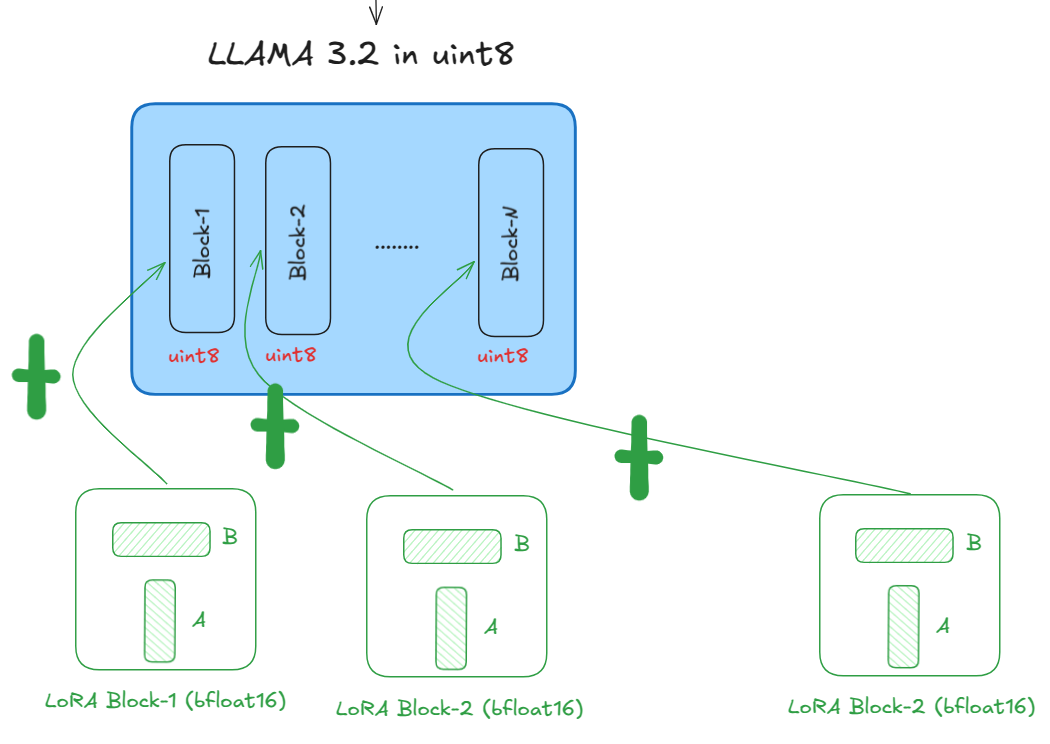 LLAMA 3.2 in uint8
Block-1
Block-2
........
Block-N
uint8
uint8
uint8
B
A
LoRA Block-1 (bfloat16)
B
A
LoRA Block-2 (bfloat16)
B
A
LoRA Block-2 (bfloat16)